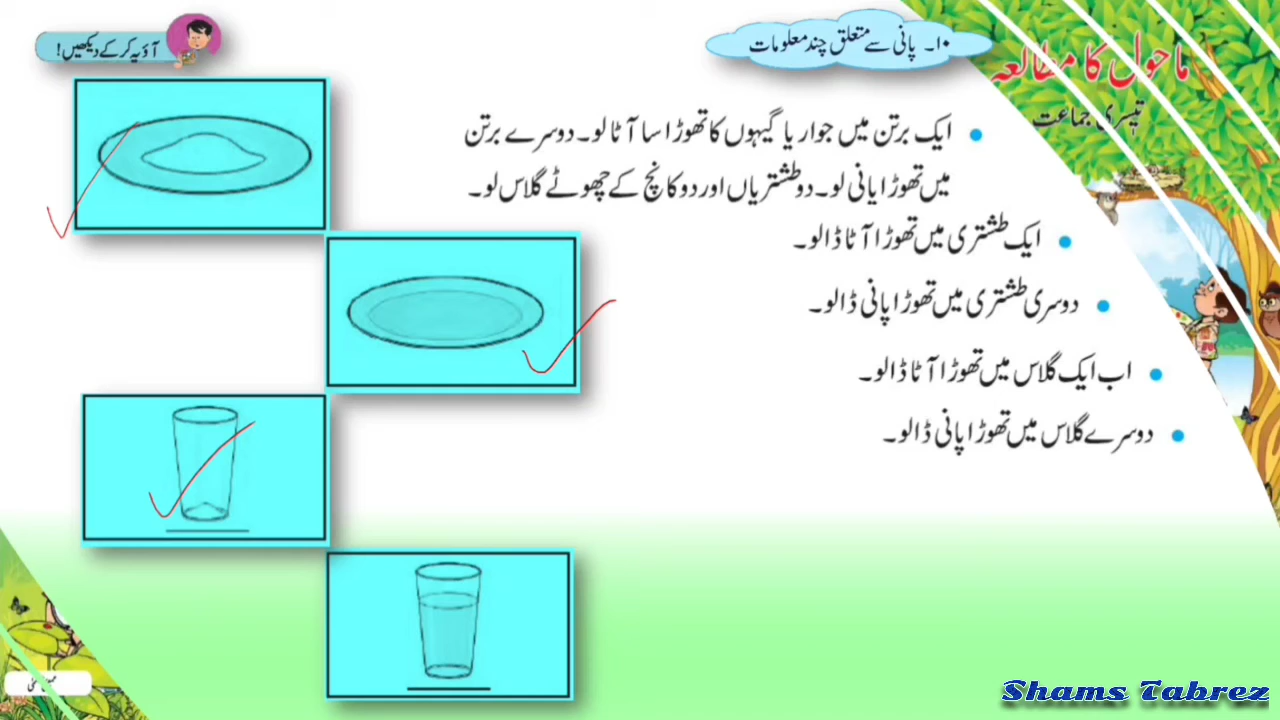 ماحول کا مطالعہ
تیسری جماعت
۱۰۔ پانی سے متعلق چند معلومات
آؤ یہ کر کے دیکھیں!
ایک برتن میں جوار یا گیہوں کا تھوڑا سا آٹا لو۔ دوسرے برتن
میں تھوڑا پانی لو۔ دو طشتریاں اور دو کانچ کے چھوٹے گلاس لو۔
ایک طشتری میں تھوڑا آٹا ڈالو۔
دوسری طشتری میں تھوڑا پانی ڈالو۔
اب ایک گلاس میں تھوڑا آٹا ڈالو۔
دوسرے گلاس میں تھوڑا پانی ڈالو۔
Shams Tabrez